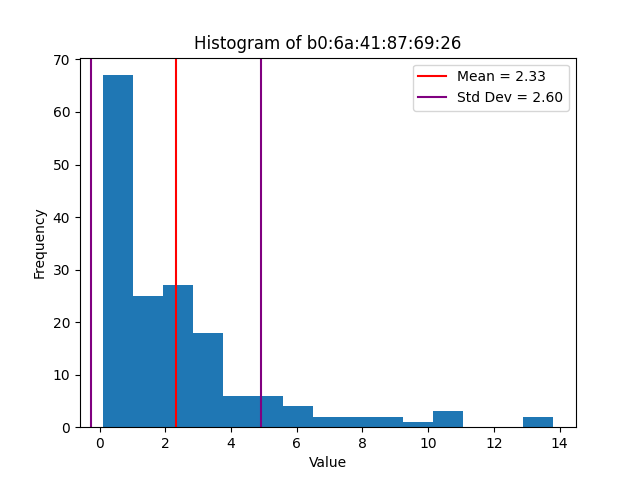 Histogram of b0:6a:41:87:69:26
Mean = 2.33
Std Dev = 2.60
70
60
50
40
30
20
10
0
Frequency
0 2 4 6 8 10 12 14
Value